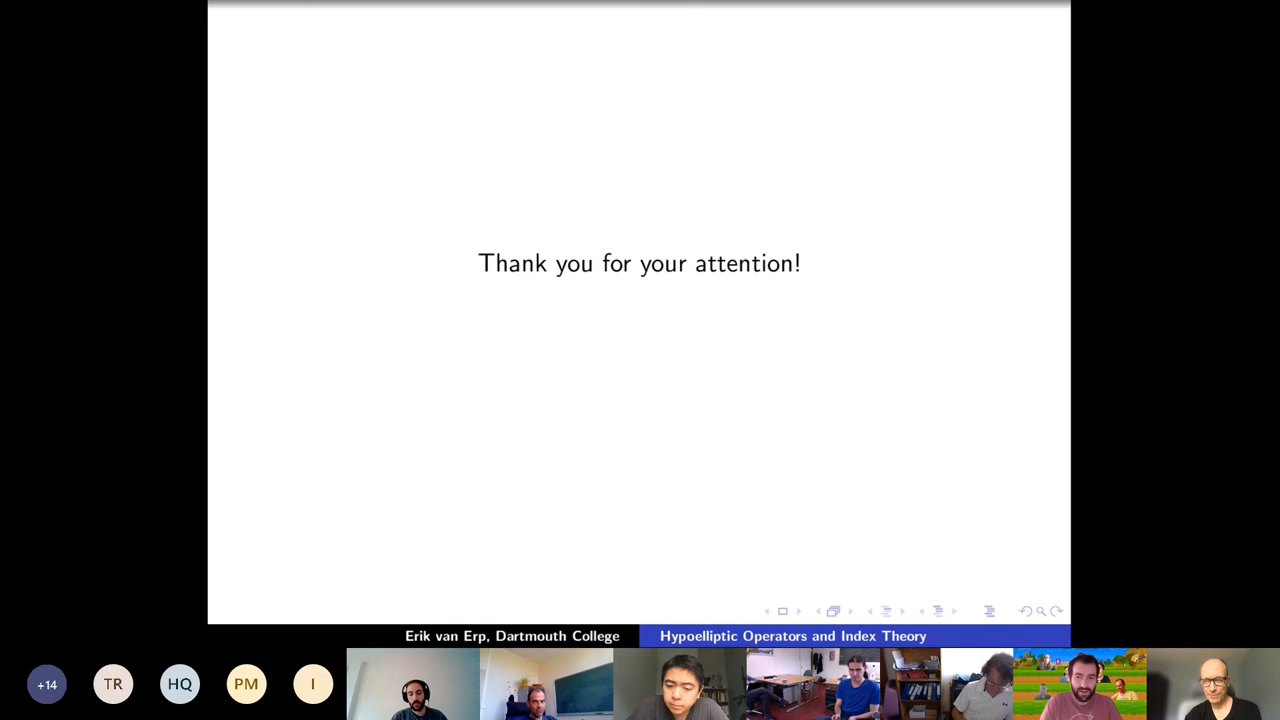 Thank you for your attention!
Erik van Erp, Dartmouth College
Hypoelliptic Operators and Index Theory
+14
TR
HQ
PM
I